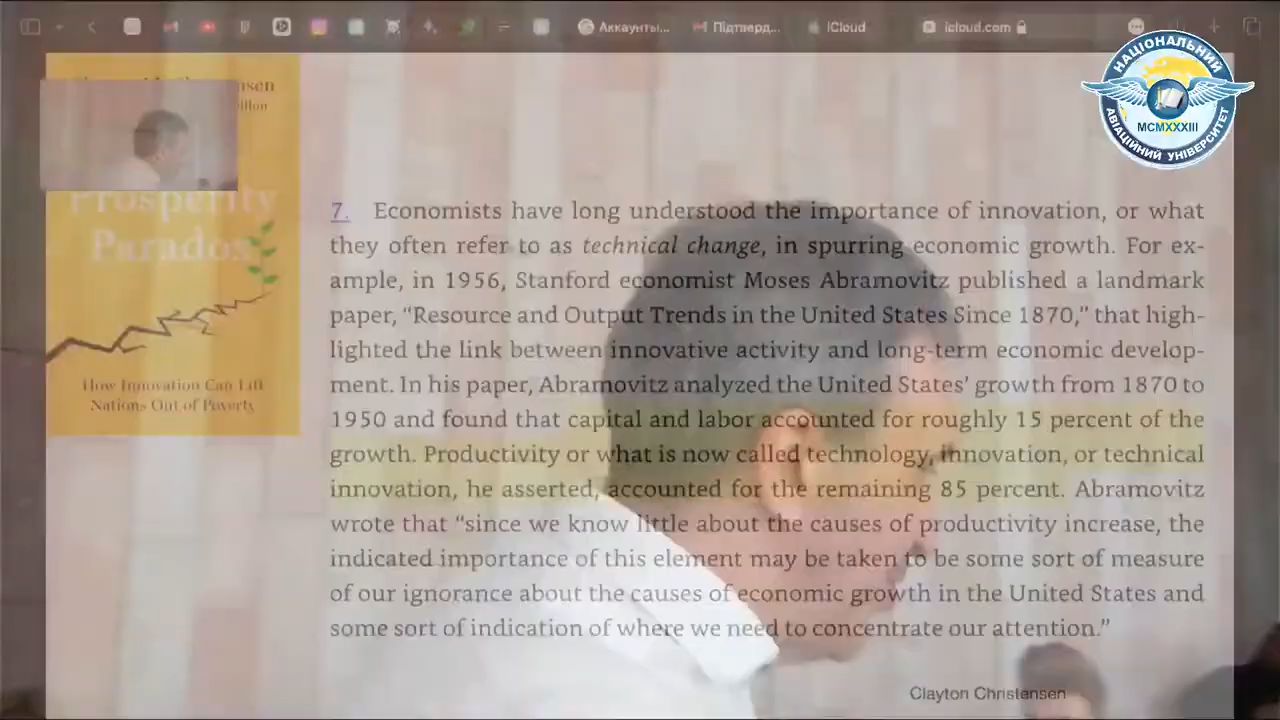 Аккаунты...
Підтверд...
iCloud
icloud.com
НАЦІОНАЛЬНИЙ
MCMXXXIII
АВІАЦІЙНИЙ УНІВЕРСИТЕТ
Prosperity
Paradox
How Innovation Can Lift
Nations Out of Poverty
7. Economists have long understood the importance of innovation, or what
they often refer to as technical change, in spurring economic growth. For ex-
ample, in 1956, Stanford economist Moses Abramovitz published a landmark
paper, “Resource and Output Trends in the United States Since 1870,” that high-
lighted the link between innovative activity and long-term economic develop-
ment. In his paper, Abramovitz analyzed the United States’ growth from 1870 to
1950 and found that capital and labor accounted for roughly 15 percent of the
growth. Productivity or what is now called technology, innovation, or technical
innovation, he asserted, accounted for the remaining 85 percent. Abramovitz
wrote that “since we know little about the causes of productivity increase, the
indicated importance of this element may be taken to be some sort of measure
of our ignorance about the causes of economic growth in the United States and
some sort of indication of where we need to concentrate our attention.”
Clayton Christensen